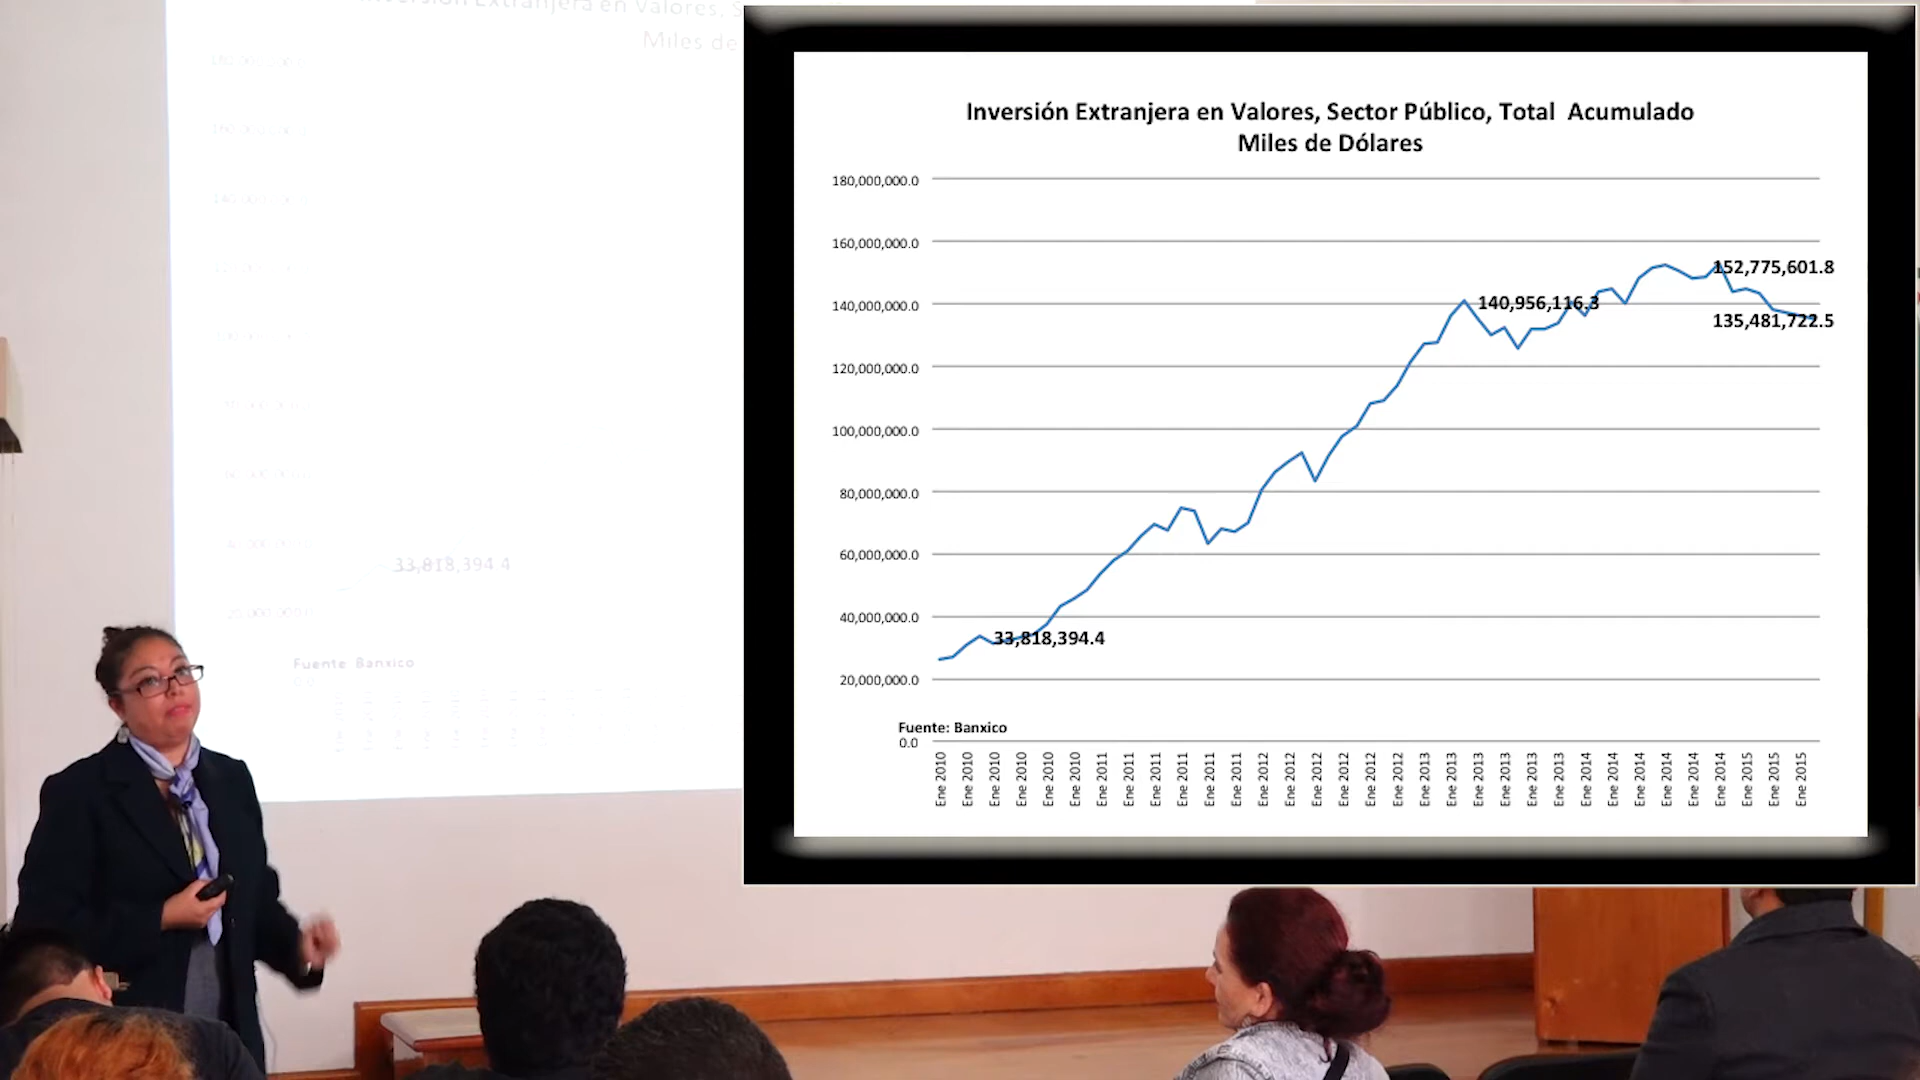 Inversión Extranjera en Valores, S
Miles de
33,818,394 4
Fuente Banxico
Inversión Extranjera en Valores, Sector Público, Total Acumulado
Miles de Dólares
180,000,000.0
160,000,000.0
140,000,000.0
120,000,000.0
100,000,000.0
80,000,000.0
60,000,000.0
40,000,000.0
20,000,000.0
0.0
152,775,601.8
140,956,116.3
135,481,722.5
33,818,394.4
Fuente: Banxico
Ene 2010
Ene 2010
Ene 2010
Ene 2010
Ene 2010
Ene 2010
Ene 2011
Ene 2011
Ene 2011
Ene 2011
Ene 2011
Ene 2011
Ene 2012
Ene 2012
Ene 2012
Ene 2012
Ene 2012
Ene 2012
Ene 2013
Ene 2013
Ene 2013
Ene 2013
Ene 2013
Ene 2013
Ene 2014
Ene 2014
Ene 2014
Ene 2014
Ene 2014
Ene 2014
Ene 2015
Ene 2015
Ene 2015